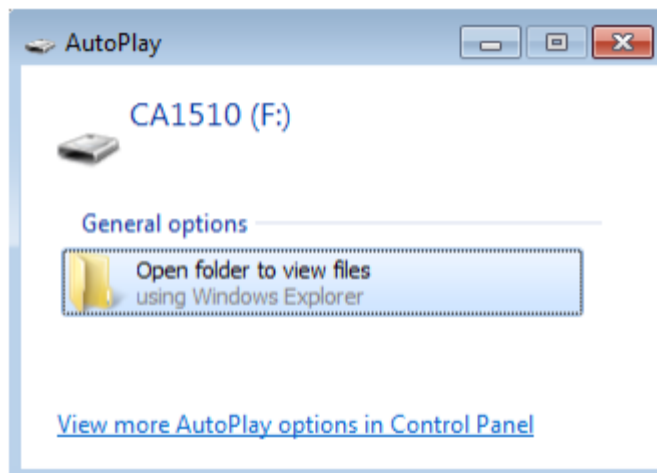 AutoPlay
CA1510 (F:)
General options
Open folder to view files
using Windows Explorer
View more AutoPlay options in Control Panel